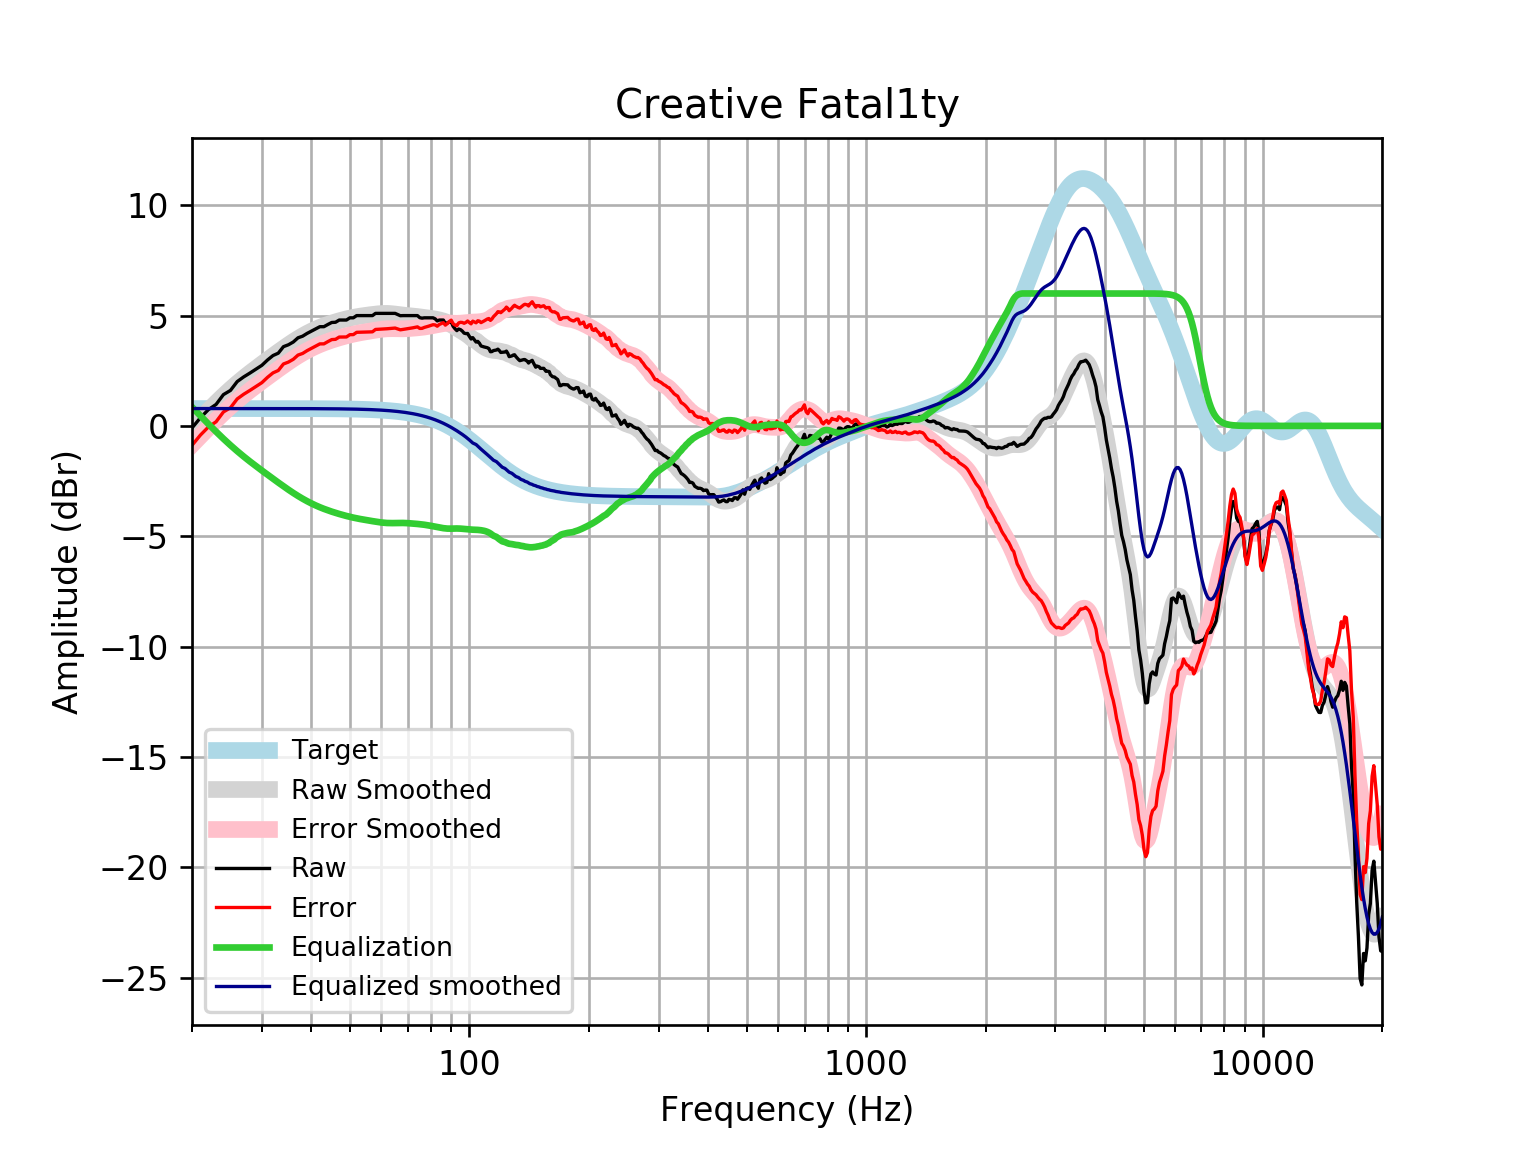 Creative Fatal1ty
Amplitude (dBr)
10
5
0
−5
−10
−15
−20
−25
Target
Raw Smoothed
Error Smoothed
Raw
Error
Equalization
Equalized smoothed
100
1000
10000
Frequency (Hz)